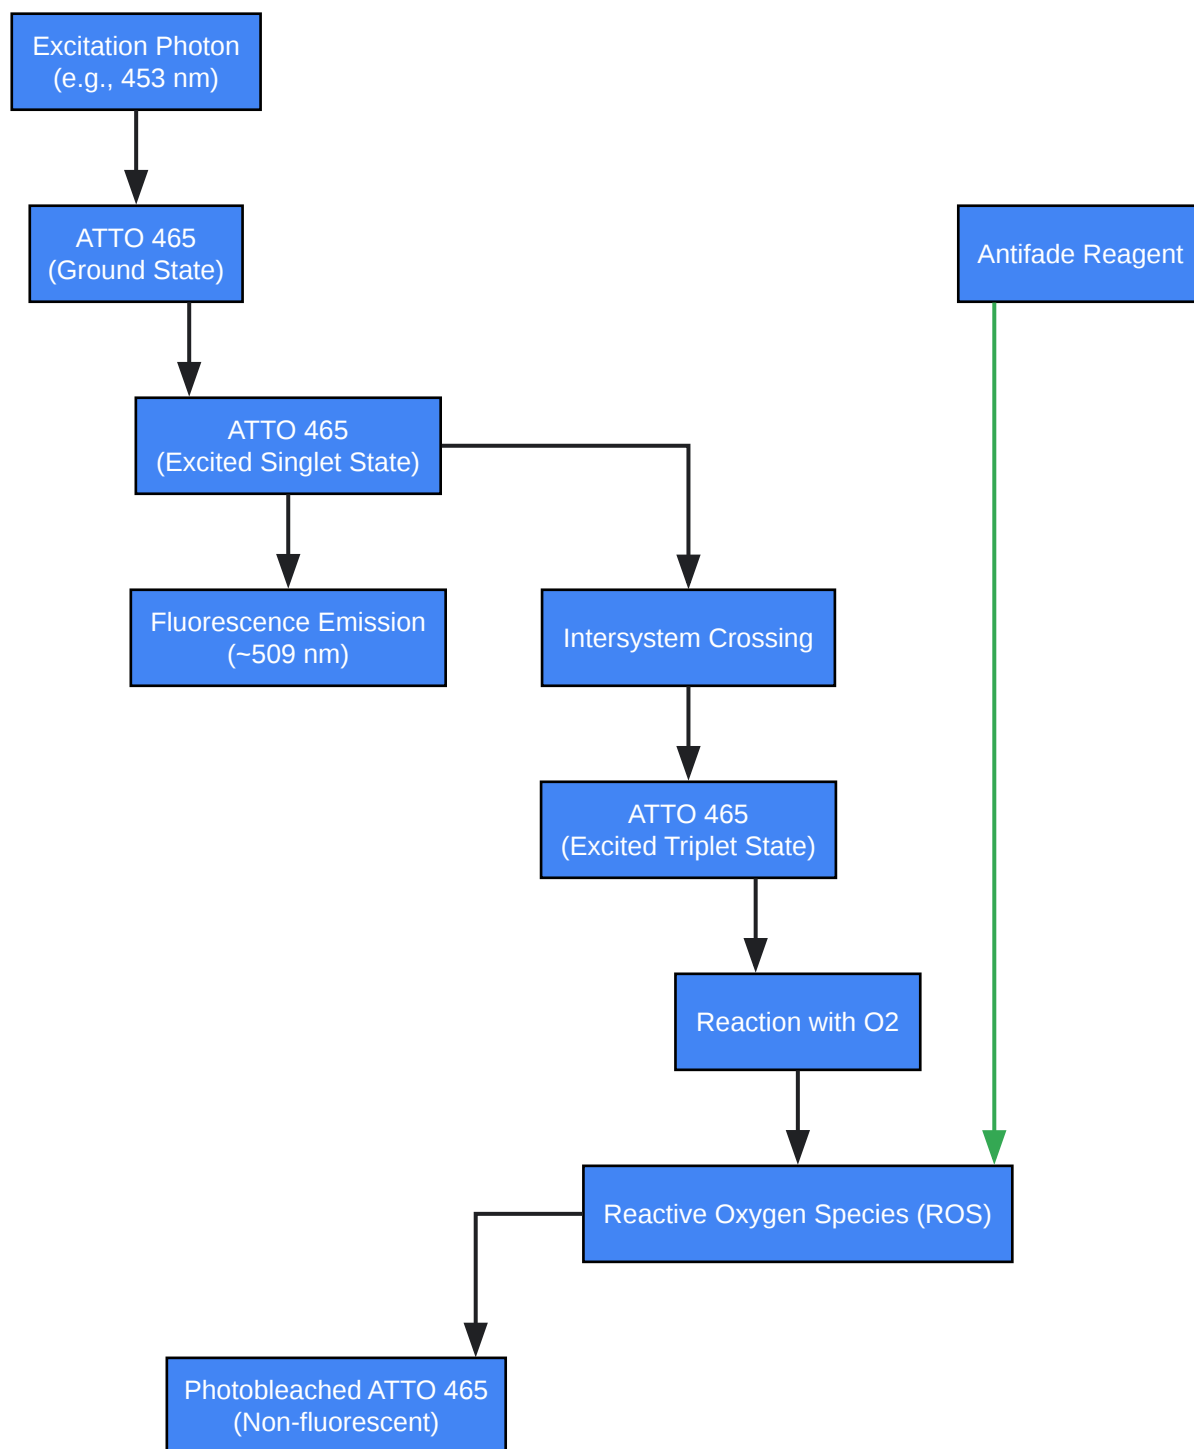 Excitation Photon
(e.g., 453 nm)
ATTO 465
(Ground State)
Antifade Reagent
ATTO 465
(Excited Singlet State)
Fluorescence Emission
(~509 nm)
Intersystem Crossing
ATTO 465
(Excited Triplet State)
Reaction with O2
Reactive Oxygen Species (ROS)
Photobleached ATTO 465
(Non-fluorescent)